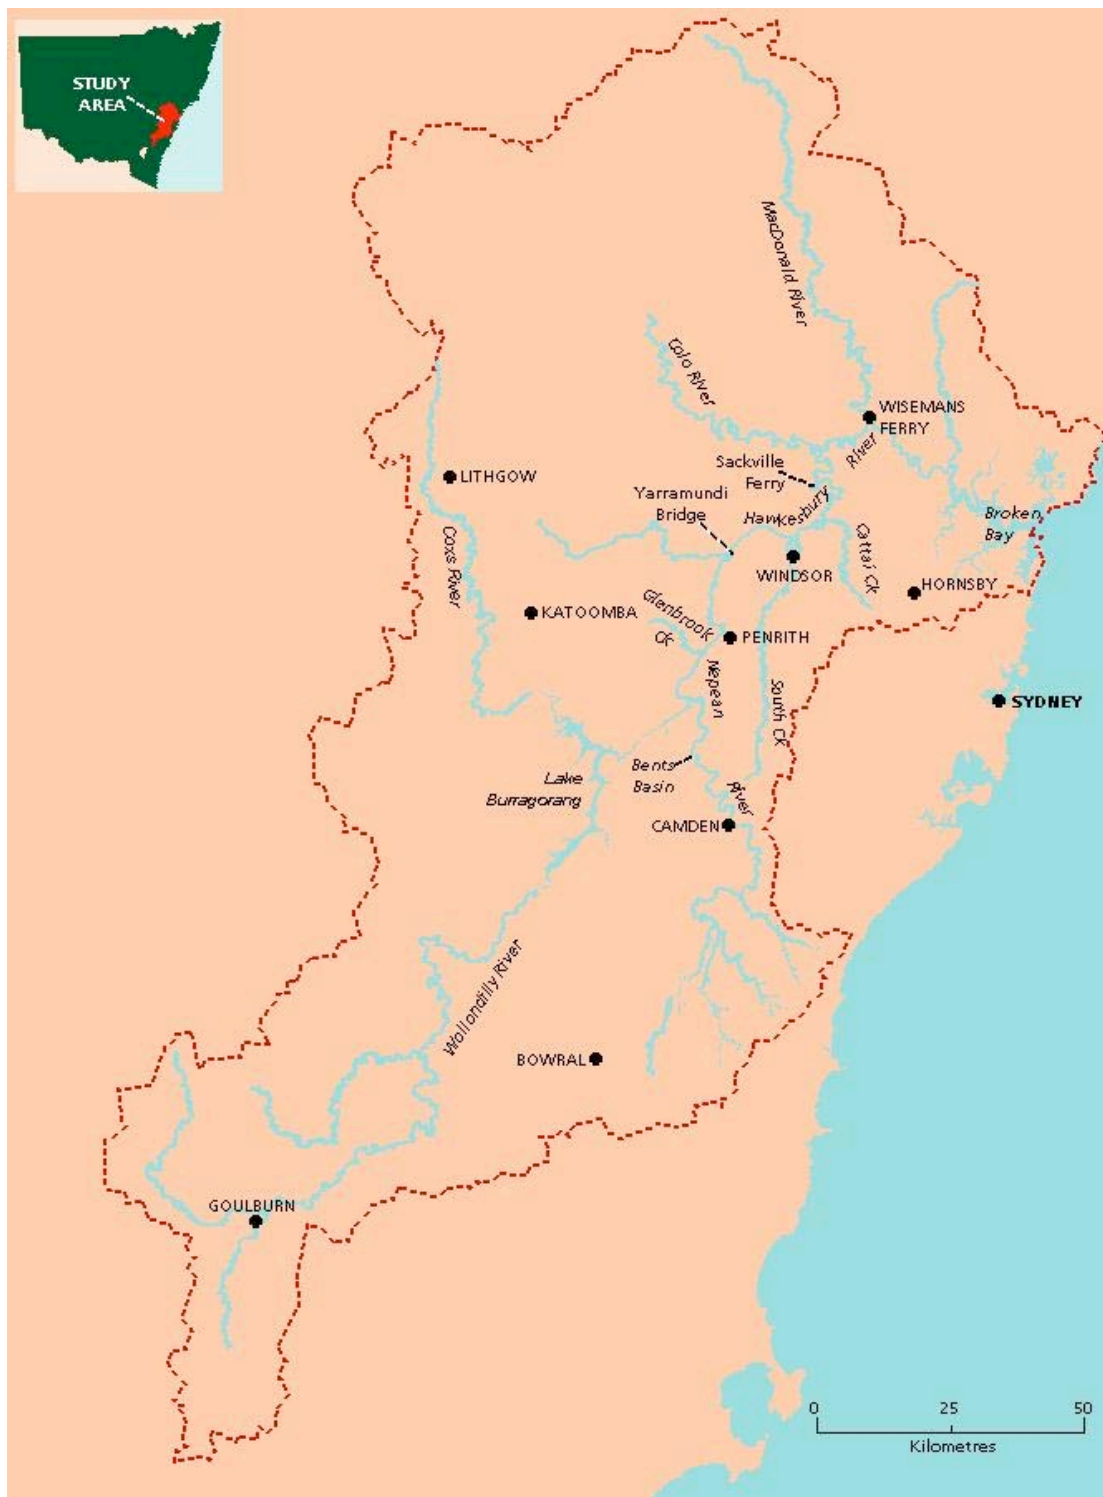 STUDY
AREA
MacDonald River
Colo River
WISEMANS
FERRY
River
LITHGOW
Sackville
Ferry
Yarramundi
Bridge
Hawkesbury
Broken
Bay
Coxs River
Cattai Ck
WINDSOR
HORNSBY
KATOOMBA
Glenbrook
Ck
PENRITH
Nepean
South Ck
SYDNEY
Lake
Burragorang
Bents
Basin
River
CAMDEN
Wollondilly River
BOWRAL
GOULBURN
0 25 50
Kilometres